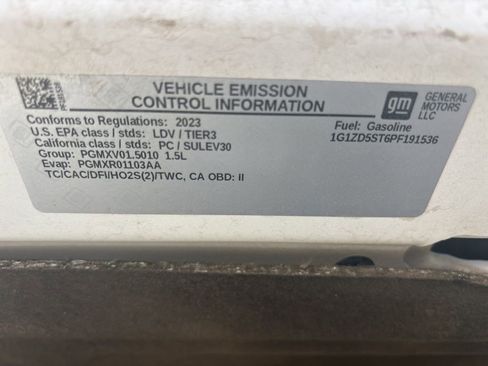 VEHICLE EMISSION
CONTROL INFORMATION
gm
GENERAL
MOTORS
LLC
Conforms to Regulations: 2023
U.S. EPA class / stds: LDV / TIER3
California class / stds: PC / SULEV30
Group: PGMXV01.5010 1.5L
Evap: PGMXR01103AA
TC/CAC/DFI/HO2S(2)/TWC, CA OBD: II
Fuel: Gasoline
1G1ZD5ST6PF191536